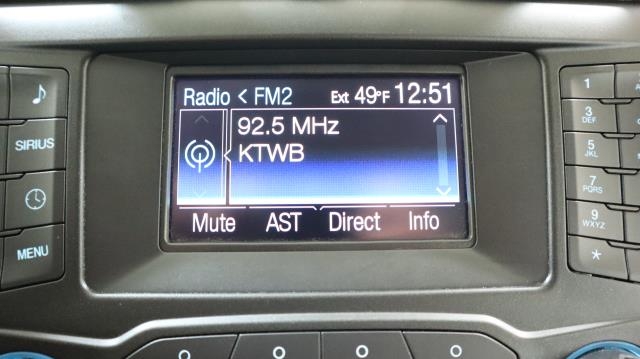 Radio < FM2 Ext 49°F 12:51
92.5 MHz
KTWB
Mute AST Direct Info
SIRIUS
MENU
1
3 DEF
5 JKL
7 PQRS
9 WXYZ
*